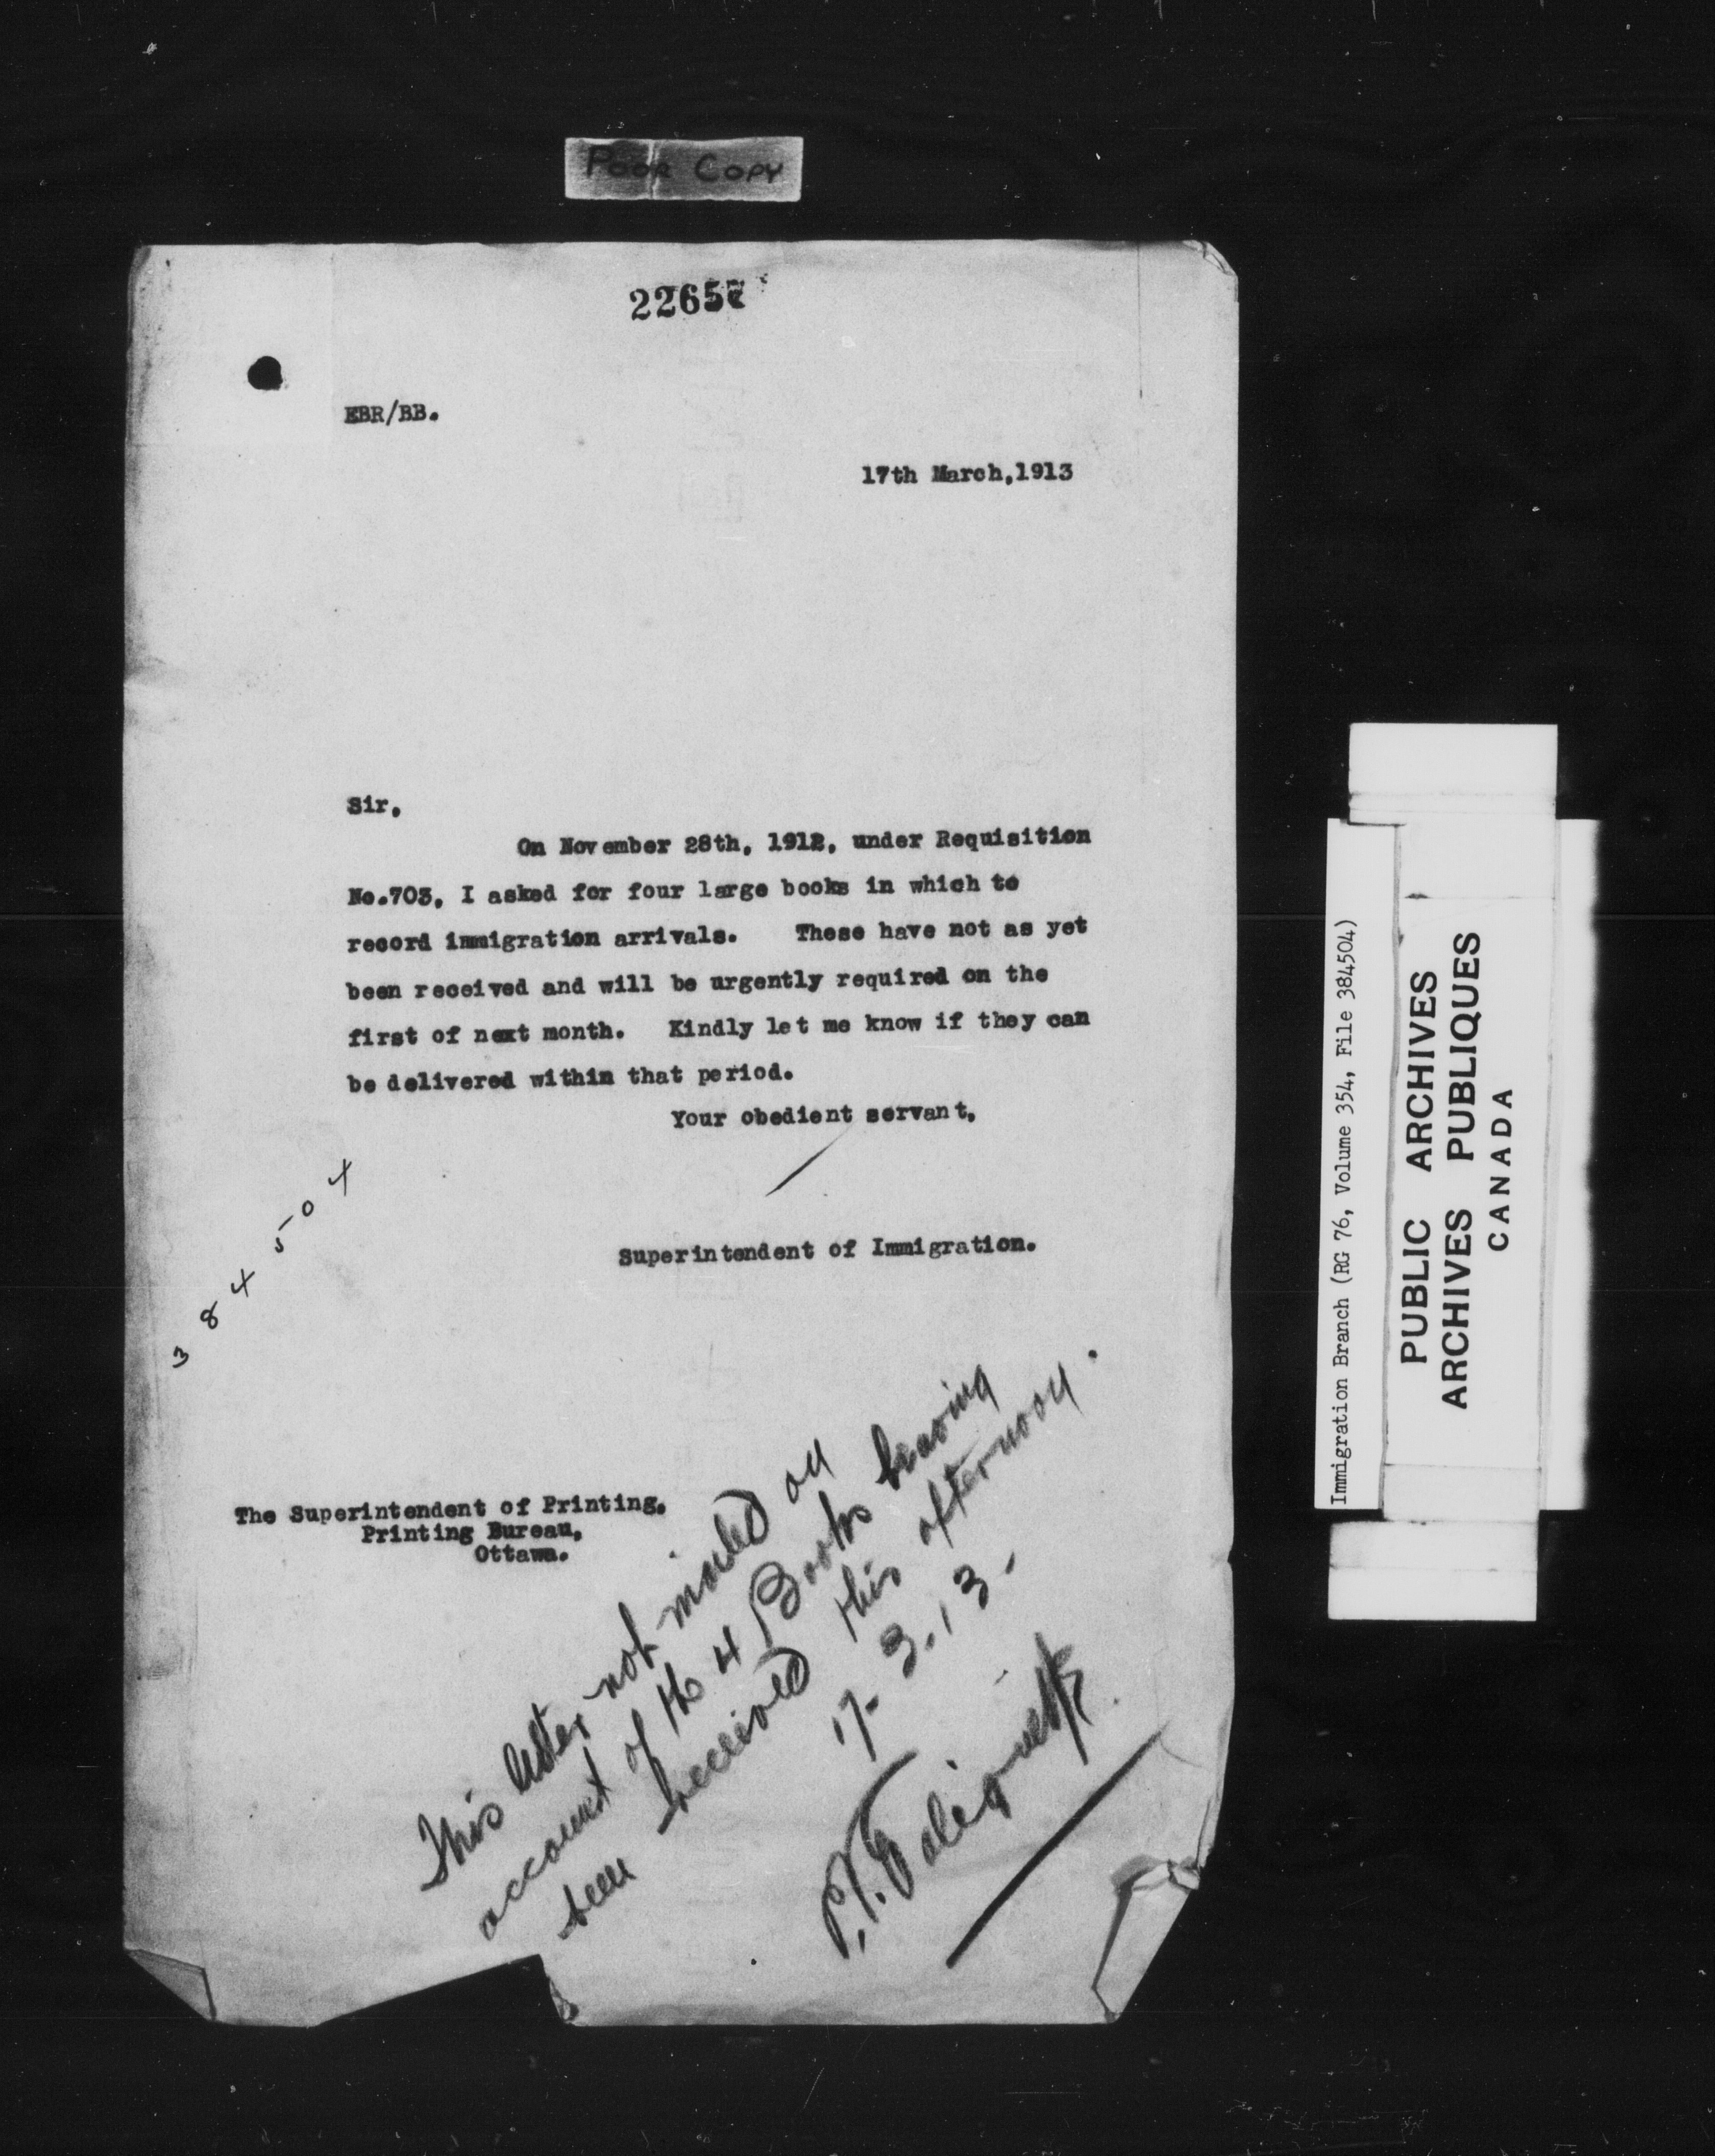 POOR COPY
22657
EBR/BB.
17th March,1913
Sir,
On November 28th, 1912, under Requisition
No.703, I asked for four large books in which to
record immigration arrivals. These have not as yet
been received and will be urgently required on the
first of next month. Kindly let me know if they can
be delivered within that period.
Your obedient servant,
Superintendent of Immigration.
384504
The Superintendent of Printing,
Printing Bureau,
Ottawa.
This letter not mailed on
account of the 4 Books having
been received this afternoon.
17-3.13-
Immigration Branch (RG 76, Volume 354, File 384504)
PUBLIC ARCHIVES
ARCHIVES PUBLIQUES
CANADA